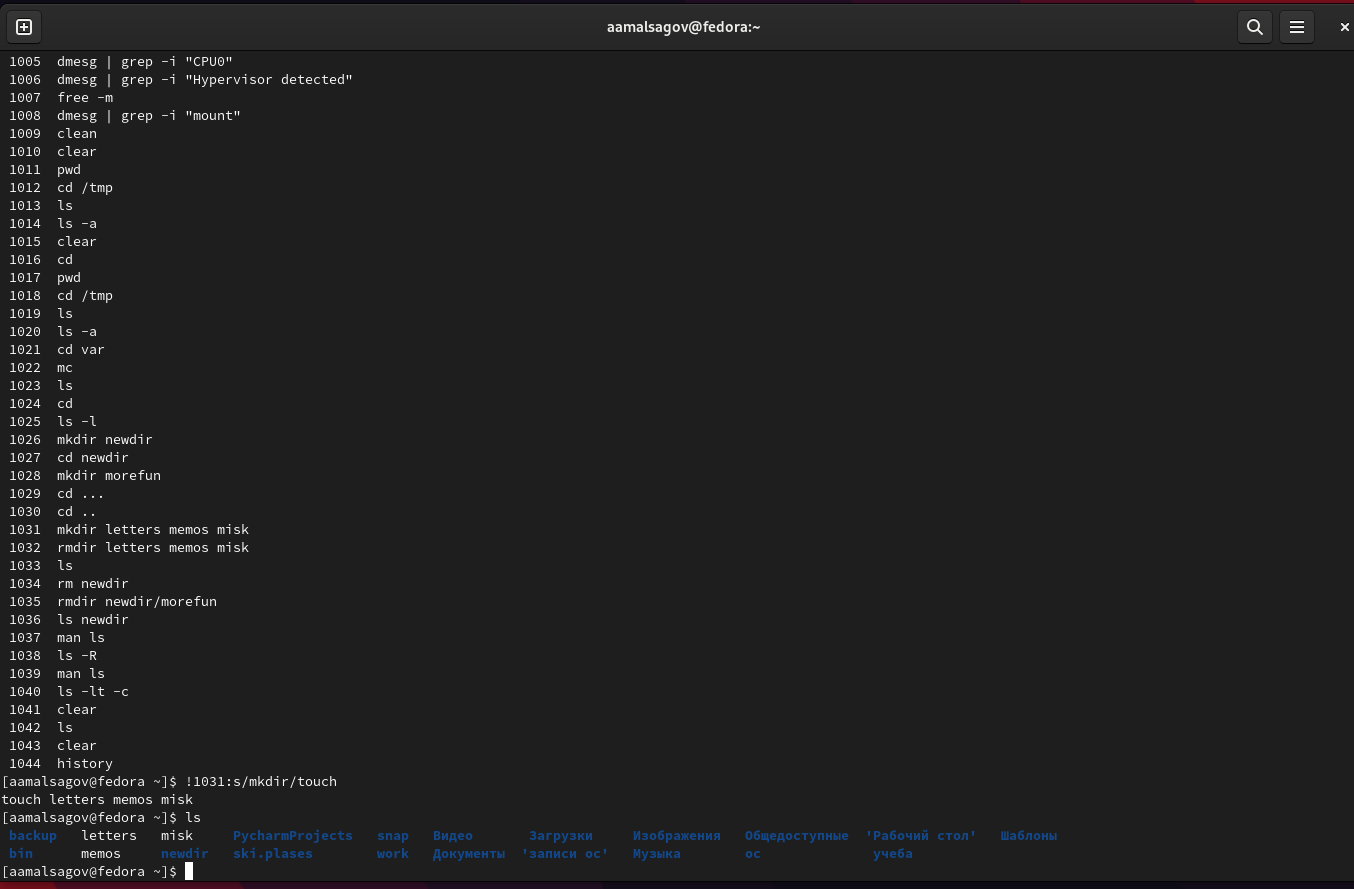 aamalsagov@fedora:~
1005 dmesg | grep -i "CPU0"
1006 dmesg | grep -i "Hypervisor detected"
1007 free -m
1008 dmesg | grep -i "mount"
1009 clean
1010 clear
1011 pwd
1012 cd /tmp
1013 ls
1014 ls -a
1015 clear
1016 cd
1017 pwd
1018 cd /tmp
1019 ls
1020 ls -a
1021 cd var
1022 mc
1023 ls
1024 cd
1025 ls -l
1026 mkdir newdir
1027 cd newdir
1028 mkdir morefun
1029 cd ...
1030 cd ..
1031 mkdir letters memos misk
1032 rmdir letters memos misk
1033 ls
1034 rm newdir
1035 rmdir newdir/morefun
1036 ls newdir
1037 man ls
1038 ls -R
1039 man ls
1040 ls -lt -c
1041 clear
1042 ls
1043 clear
1044 history
[aamalsagov@fedora ~]$ !1031:s/mkdir/touch
touch letters memos misk
[aamalsagov@fedora ~]$ ls
backup letters misk PycharmProjects snap Видео Загрузки Изображения Общедоступные 'Рабочий стол' Шаблоны
bin memos newdir ski.plases work Документы 'записи ос' Музыка ос учеба
[aamalsagov@fedora ~]$